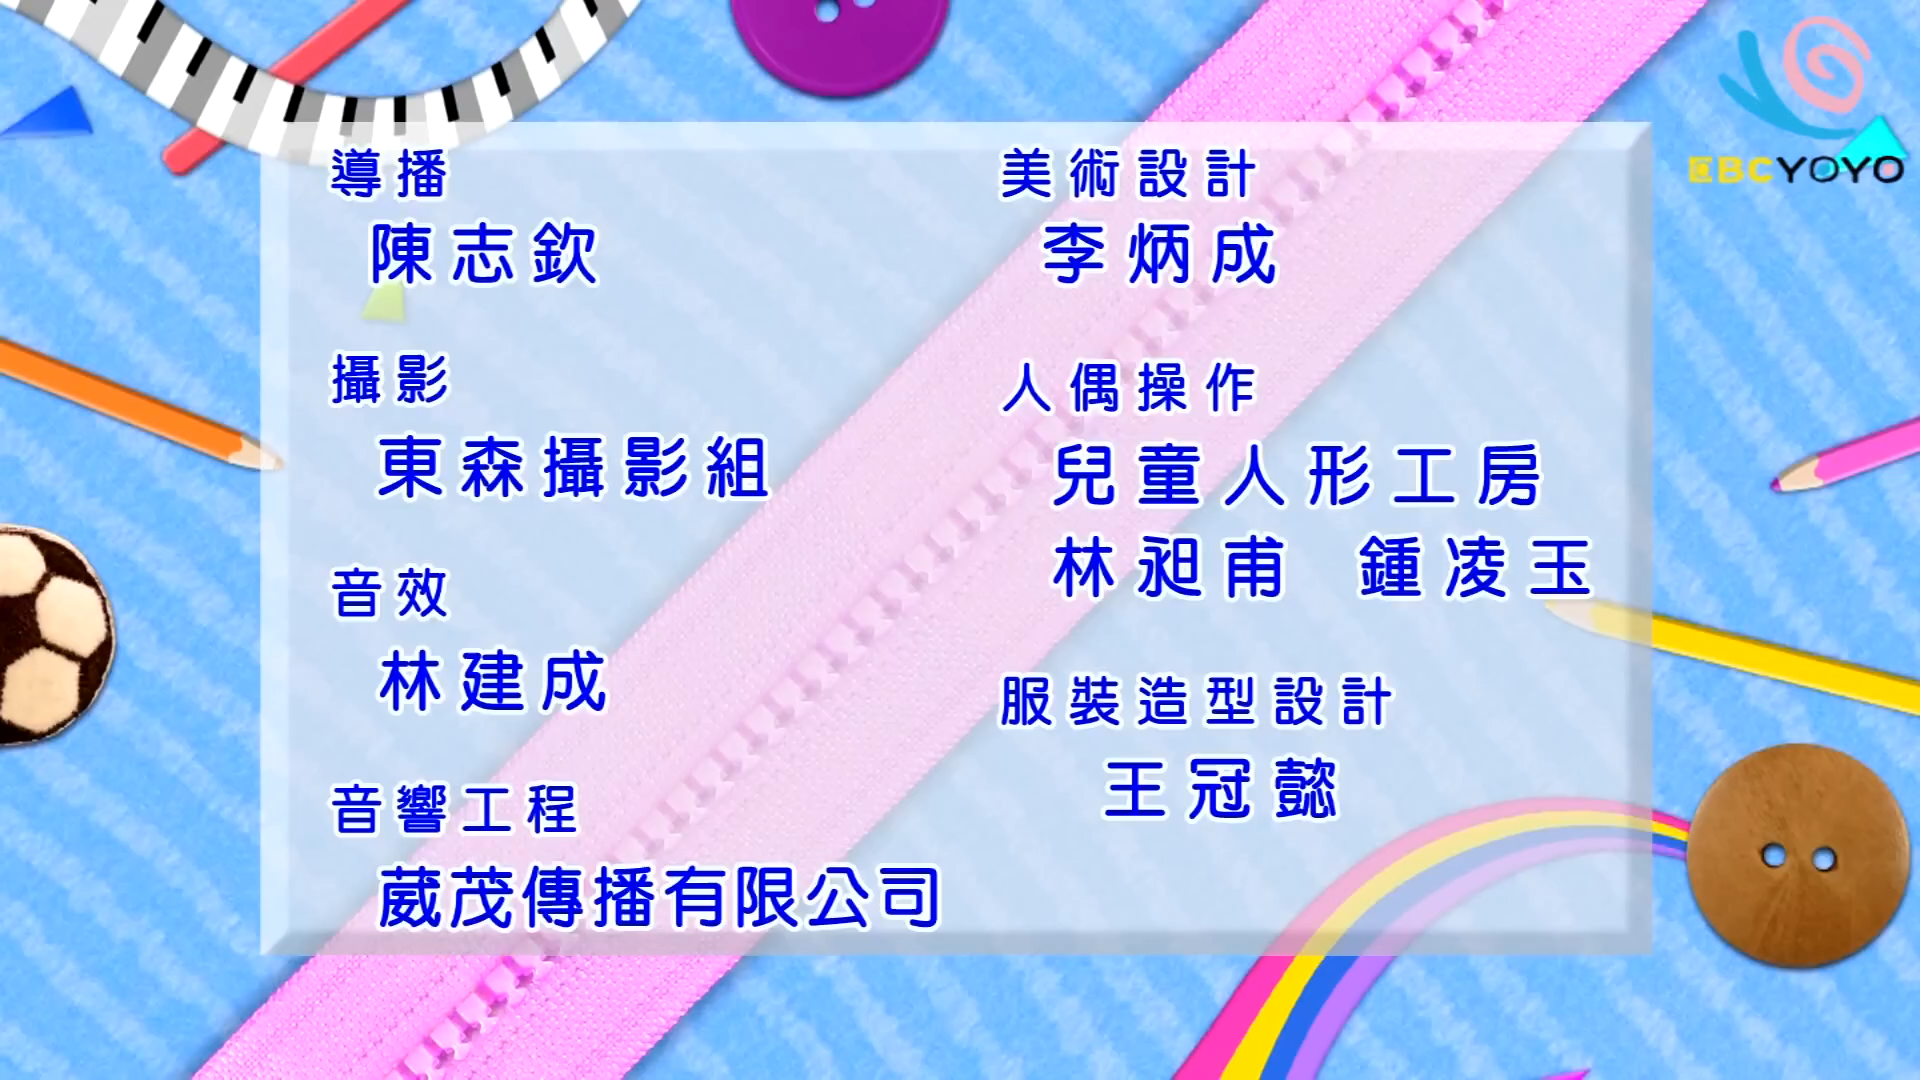 導播
陳志欽
攝影
東森攝影組
音效
林建成
音響工程
葳茂傳播有限公司
美術設計
李炳成
人偶操作
兒童人形工房
林昶甫 鍾凌玉
服裝造型設計
王冠懿
EBCYOYO